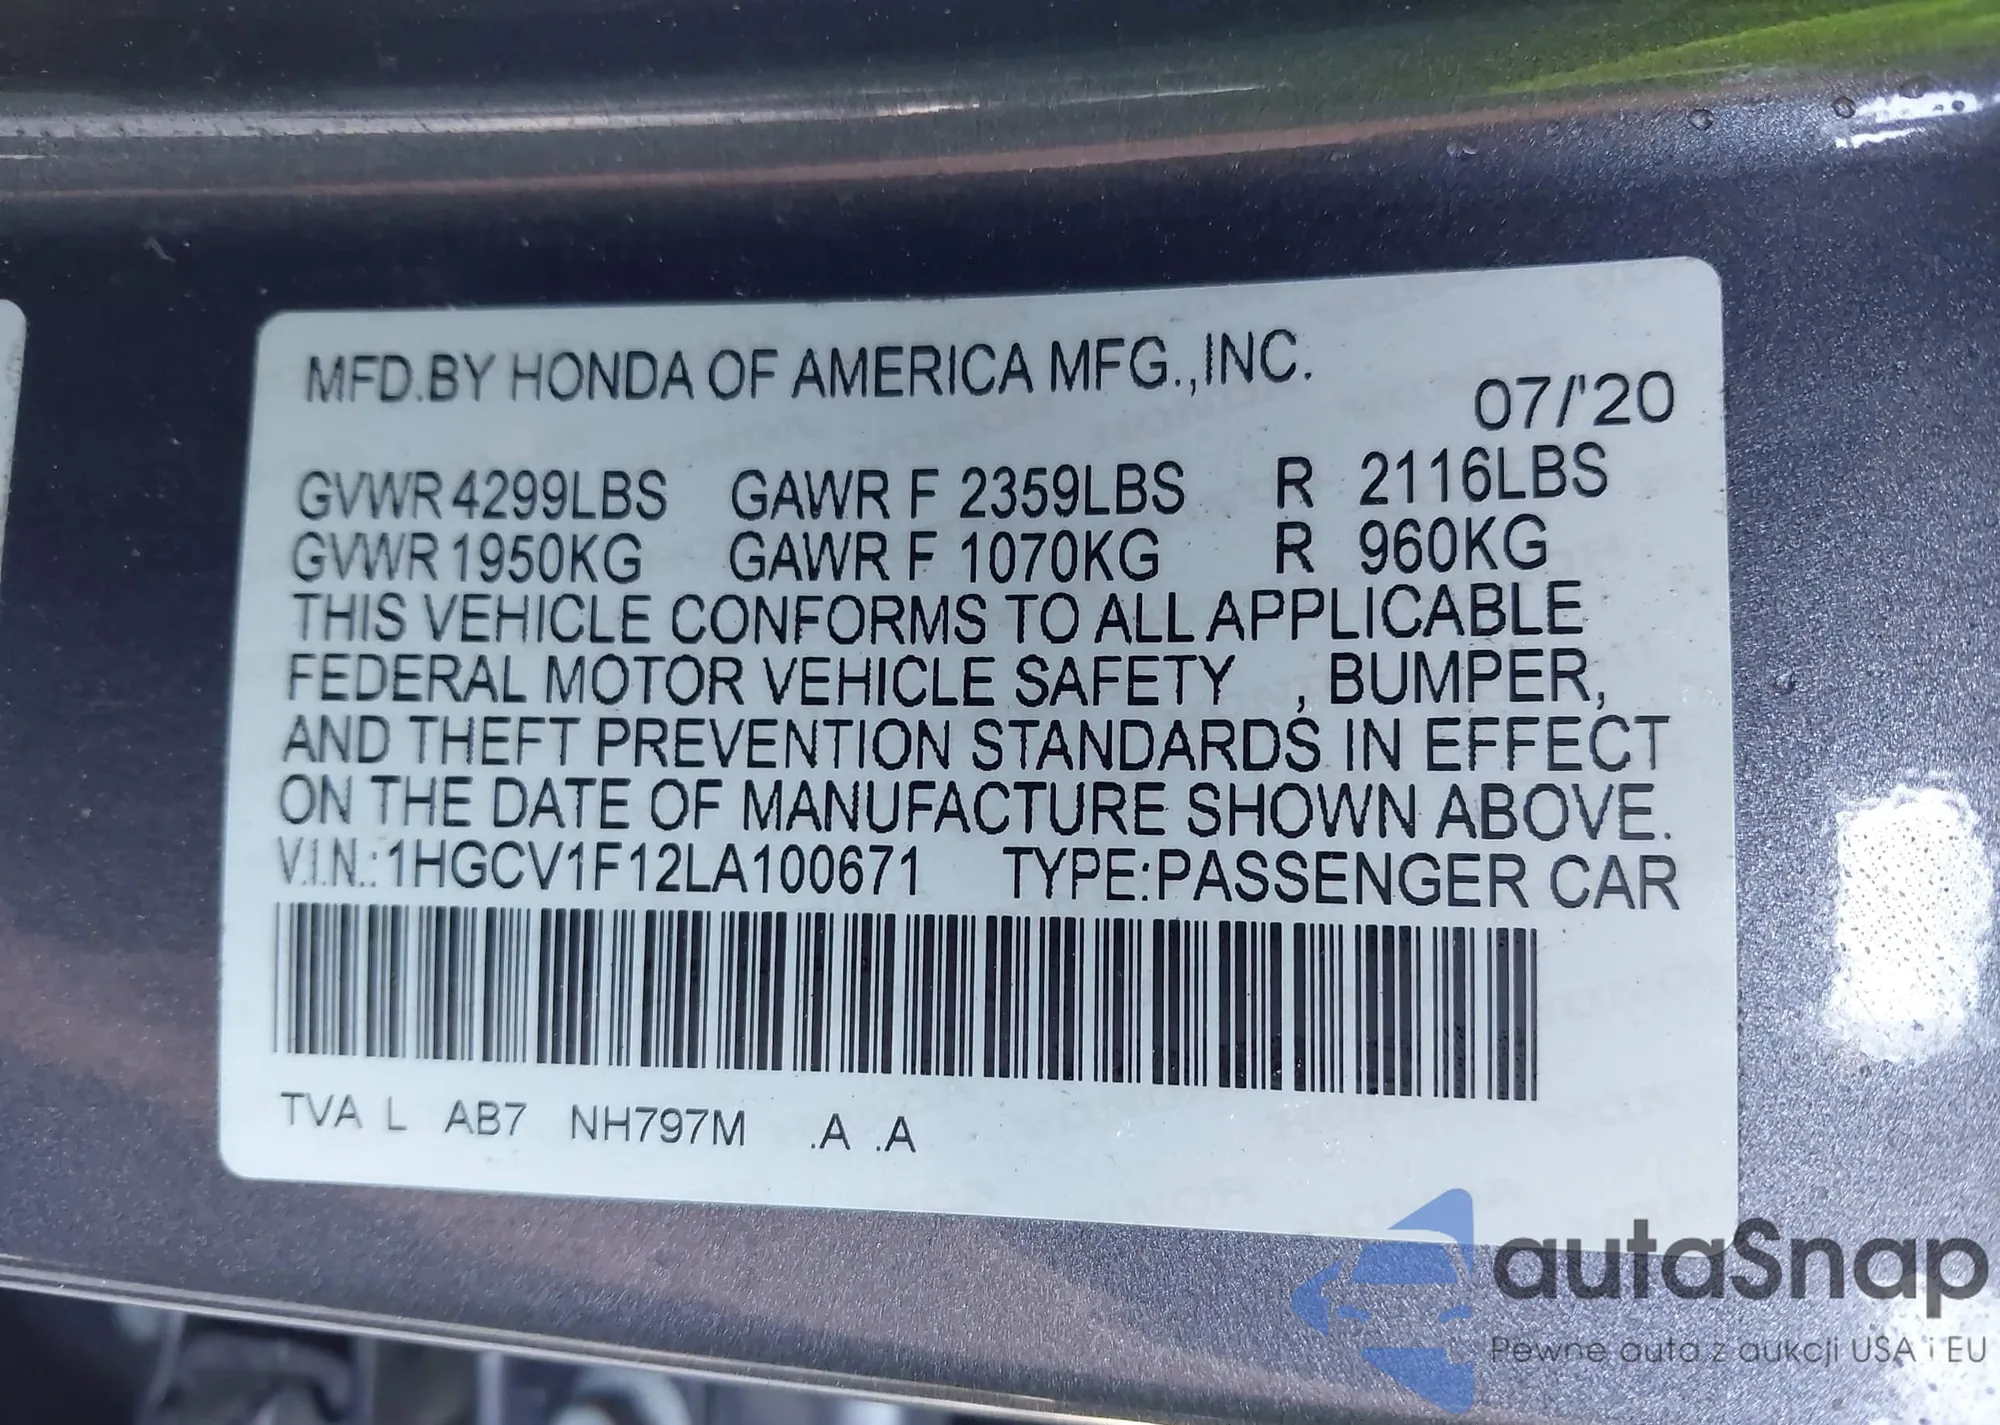 MFD.BY HONDA OF AMERICA MFG.,INC.
07/'20
GVWR 4299LBS GAWR F 2359LBS R 2116LBS
GVWR 1950KG GAWR F 1070KG R 960KG
THIS VEHICLE CONFORMS TO ALL APPLICABLE
FEDERAL MOTOR VEHICLE SAFETY , BUMPER,
AND THEFT PREVENTION STANDARDS IN EFFECT
ON THE DATE OF MANUFACTURE SHOWN ABOVE.
V.I.N.: 1HGCV1F12LA100671 TYPE:PASSENGER CAR
TVA L AB7 NH797M .A .A
autaSnap
Pewne auta z aukcji USA i EU